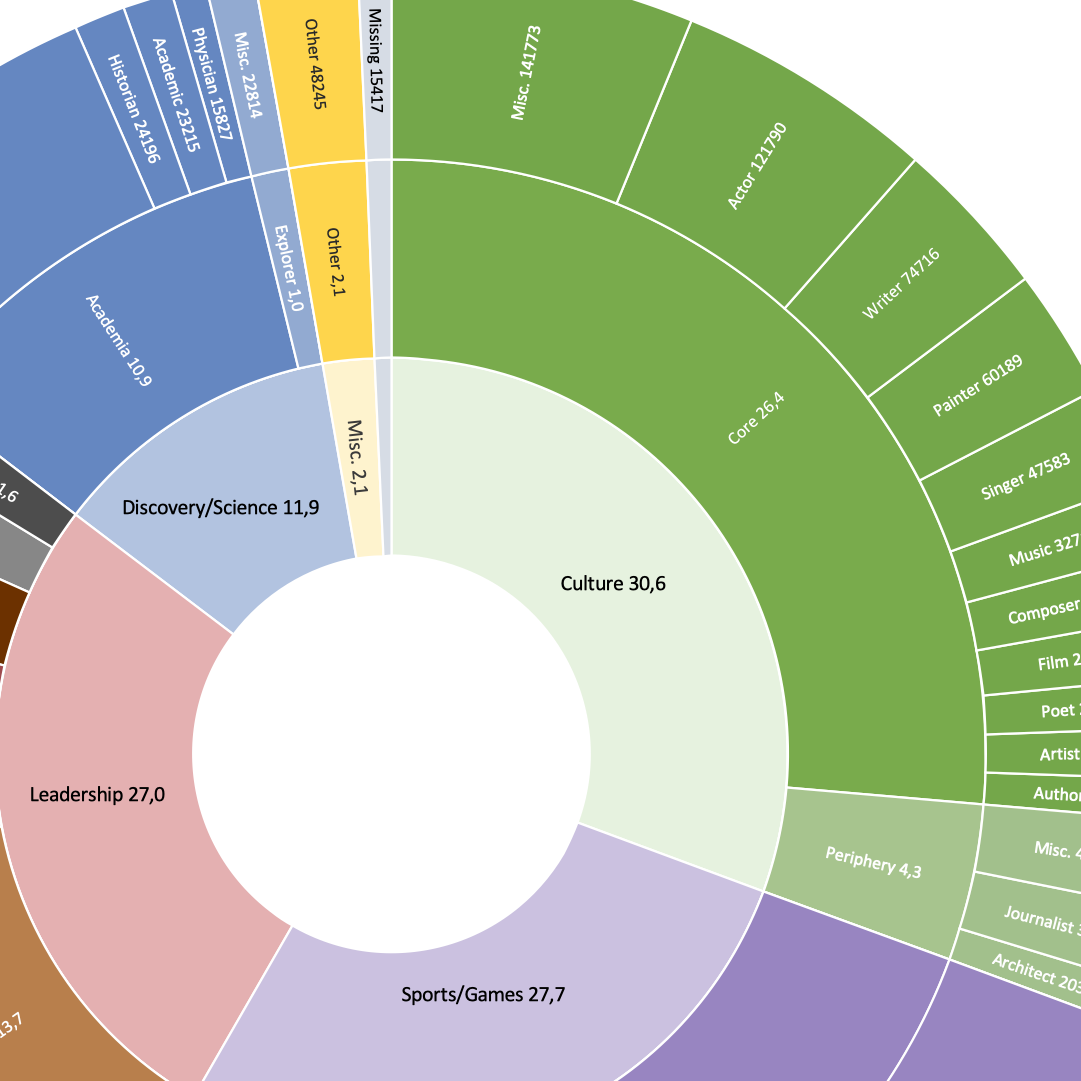 Other 48245
Missing 15417
Misc. 141773
Historian 24196
Academic 23215
Physician 15827
Misc. 22814
Actor 121790
Writer 74716
Painter 60189
Singer 47583
Music 327
Composer
Film 2
Poet
Artist
Author
Misc. 4
Journalist 3
Architect 203
Academia 10,9
Explorer 1,0
Other 2,1
Core 26,4
Periphery 4,3
Misc. 2,1
Discovery/Science 11,9
Culture 30,6
Leadership 27,0
Sports/Games 27,7
1,6
13,7